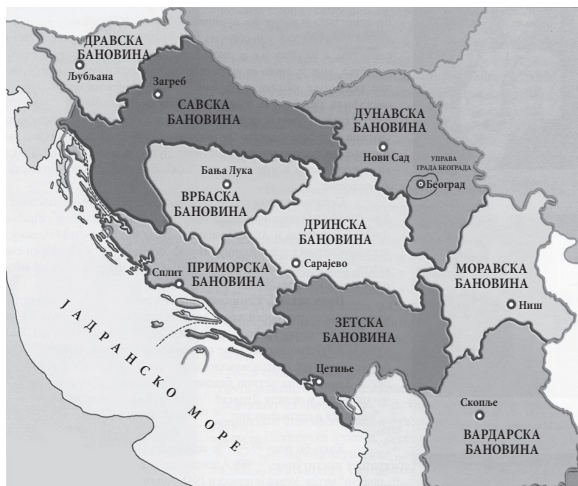 ДРАВСКА
БАНОВИНА
Љубљана
Загреб
САВСКА
БАНОВИНА
ДУНАВСКА
БАНОВИНА
Нови Сад
УПРАВА
ГРАДА БЕОГРАДА
Београд
Бања Лука
ВРБАСКА
БАНОВИНА
ДРИНСКА
БАНОВИНА
Сарајево
Сплит
ПРИМОРСКА
БАНОВИНА
МОРАВСКА
БАНОВИНА
Ниш
ЗЕТСКА
БАНОВИНА
Цетиње
Скопље
ВАРДАРСКА
БАНОВИНА
ЈАДРАНСКО МОРЕ